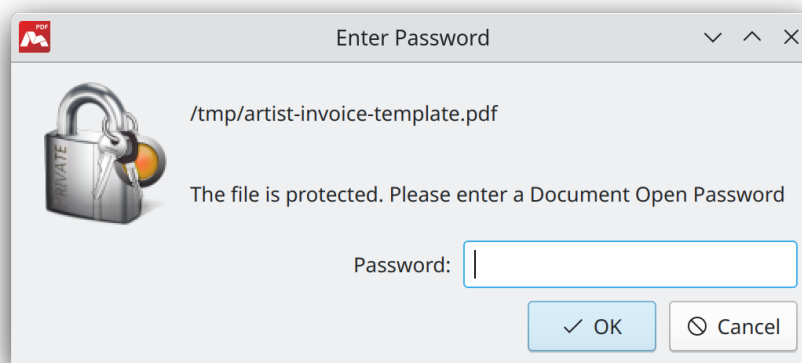 PDF
Enter Password
/tmp/artist-invoice-template.pdf
PRIVATE
The file is protected. Please enter a Document Open Password
Password:
OK
Cancel